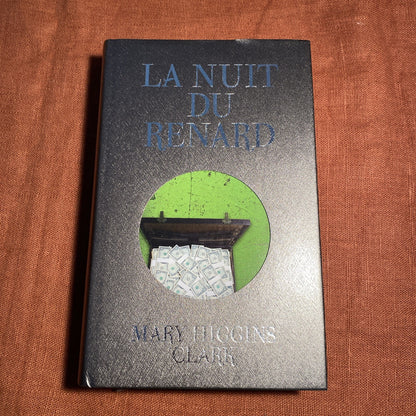 LA NUIT
DU
RENARD
MARY HIGGINS
CLARK